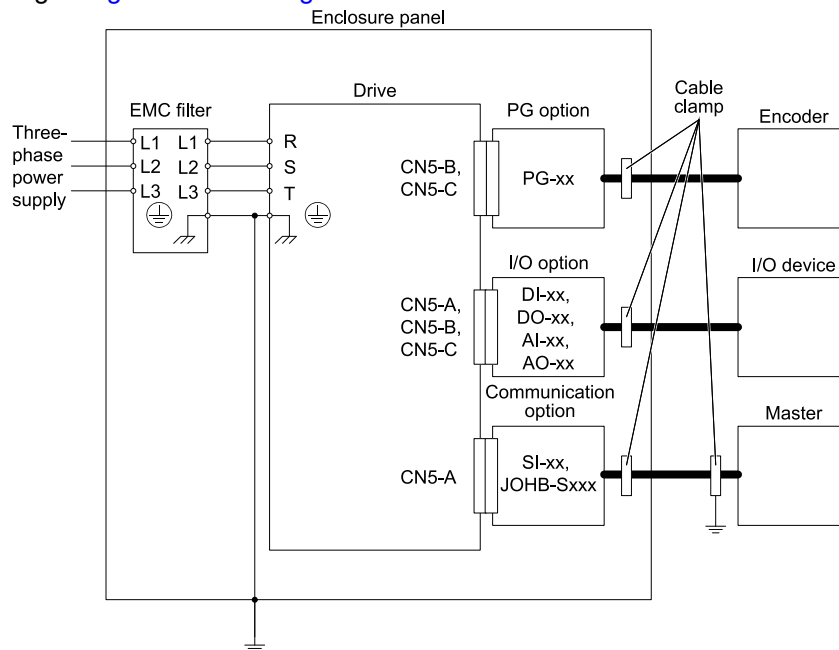 Enclosure panel
EMC filter
Drive
PG option
Cable
clamp
Encoder
Three-
phase
power
supply
L1 L1
L2 L2
L3 L3
R
S
T
CN5-B,
CN5-C
PG-xx
I/O option
I/O device
CN5-A,
CN5-B,
CN5-C
DI-xx,
DO-xx,
AI-xx,
AO-xx
Communication
option
Master
CN5-A
SI-xx,
JOHB-Sxxx